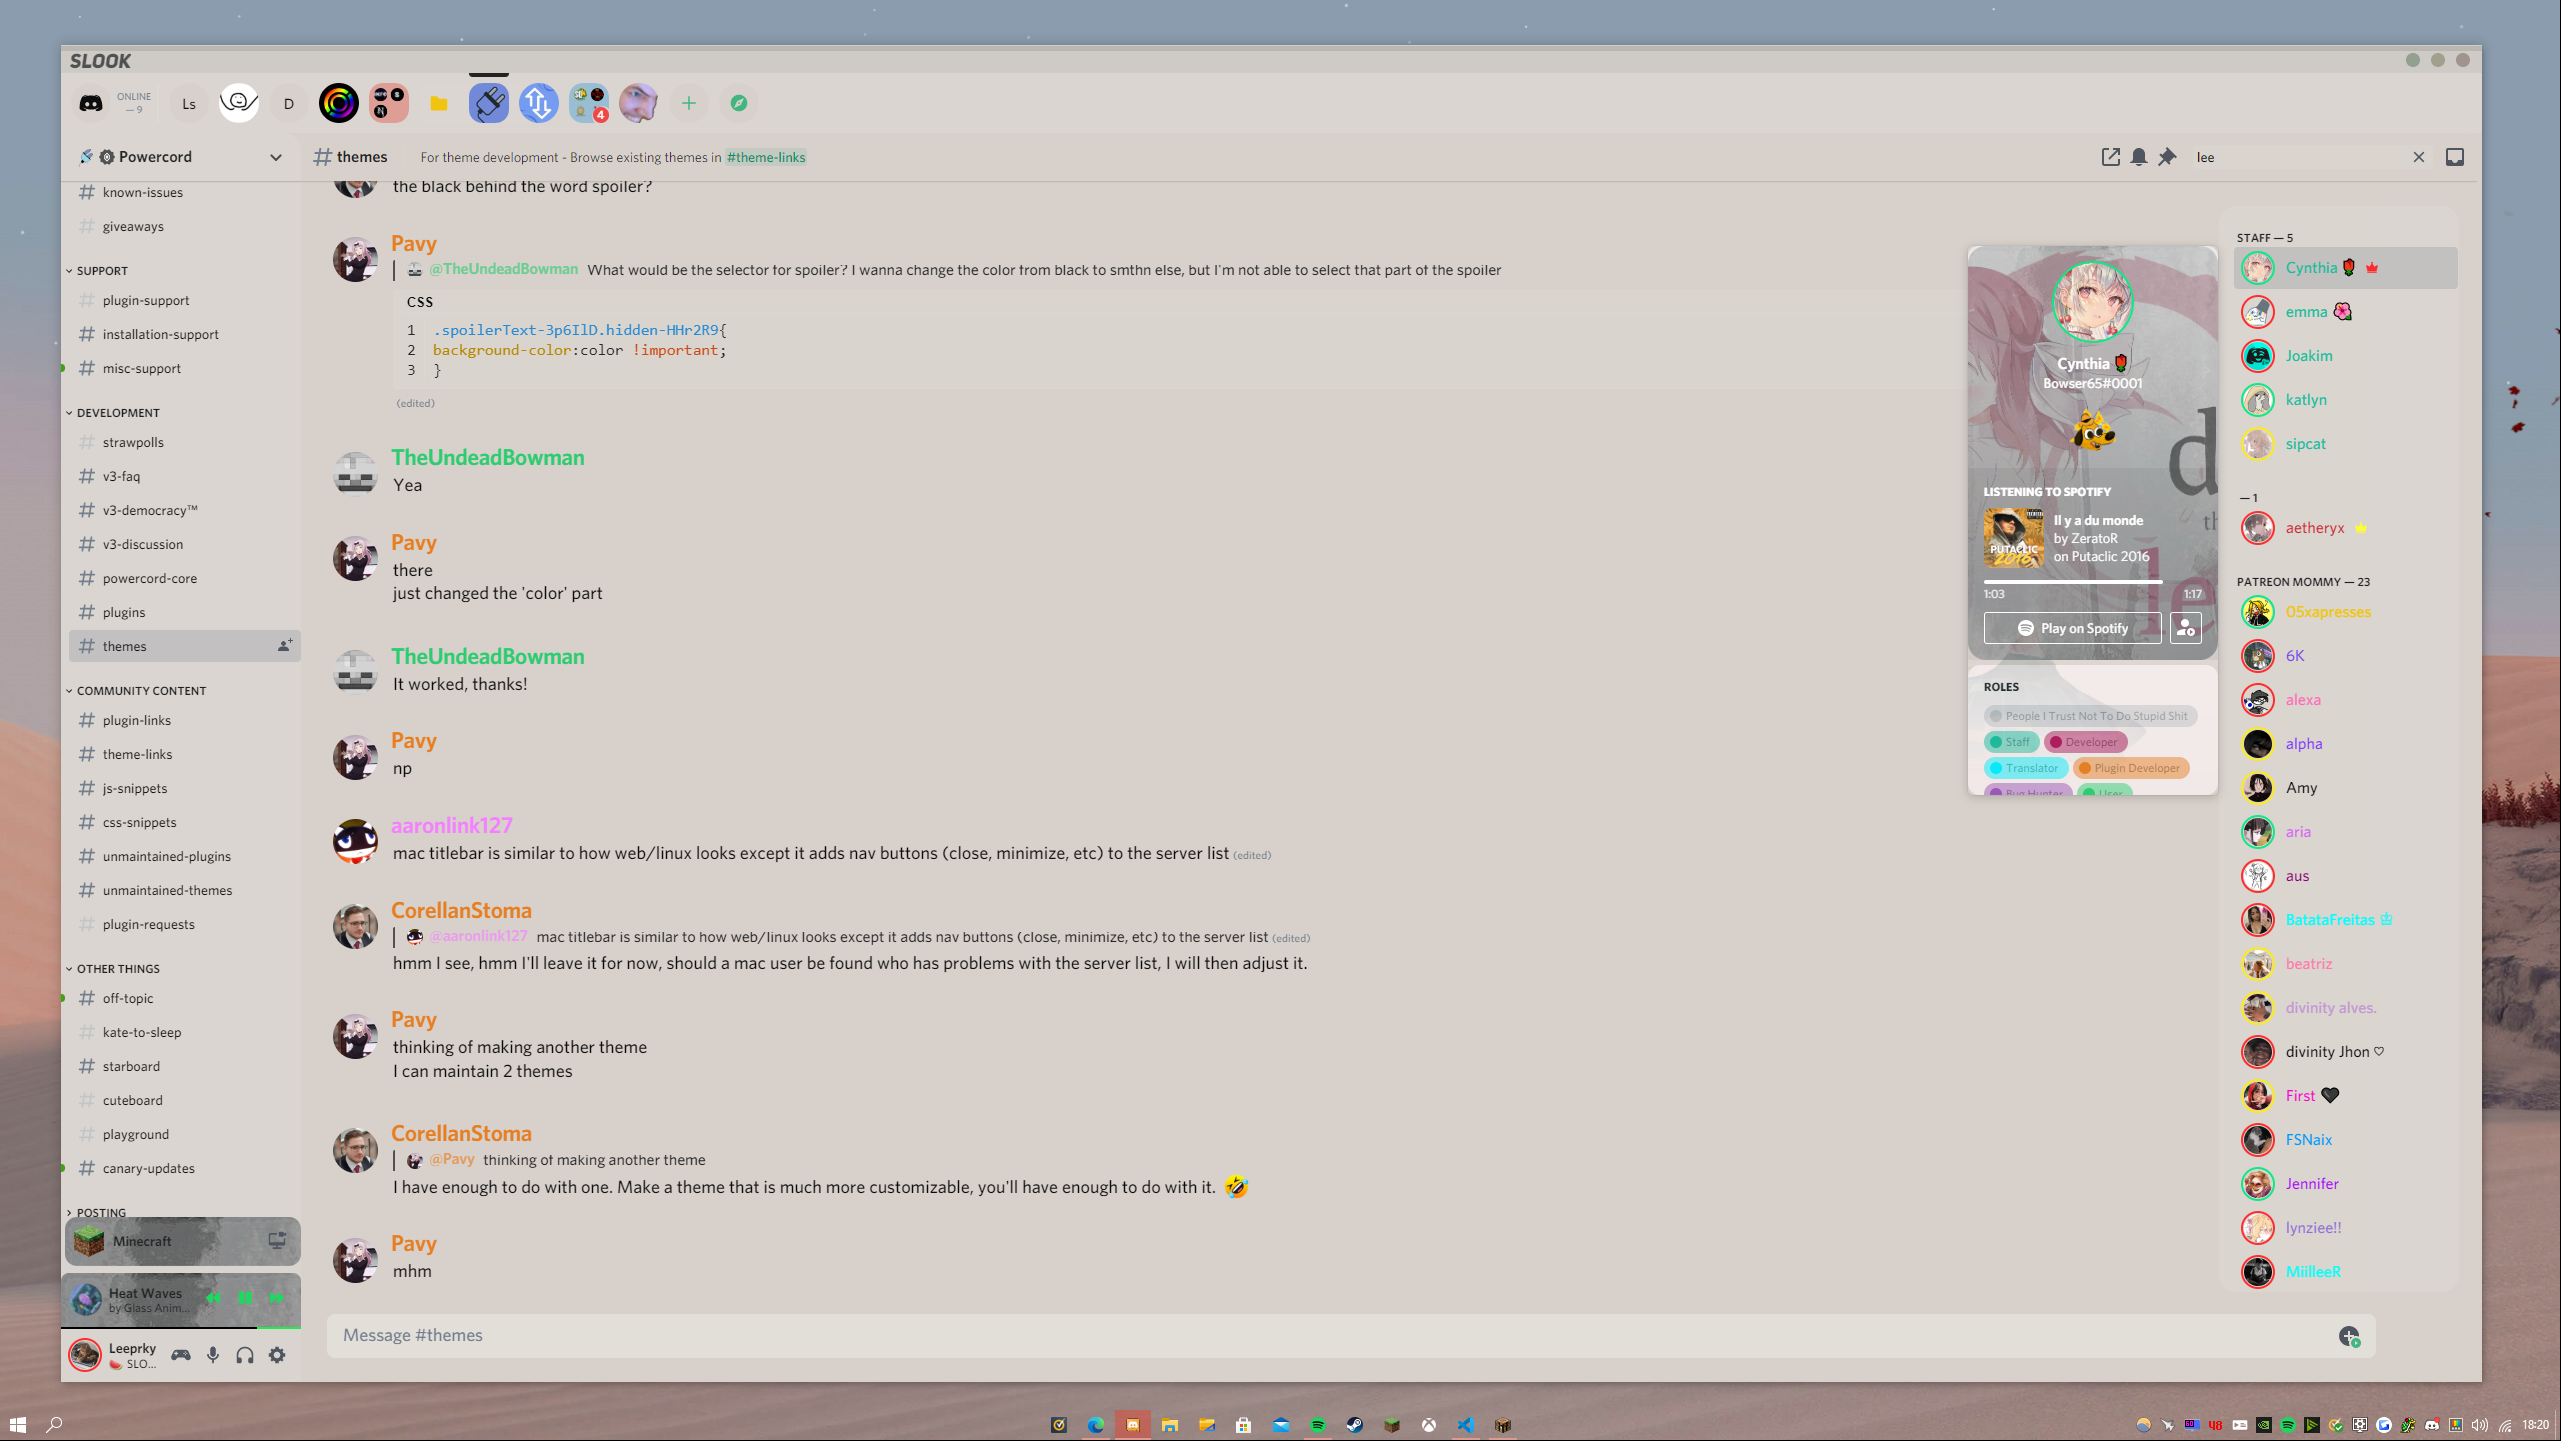 SLOOK
ONLINE
— 9
Ls
D
4
Powercord
# themes
For theme development - Browse existing themes in #theme-links
lee
known-issues
giveaways
SUPPORT
plugin-support
installation-support
misc-support
DEVELOPMENT
strawpolls
v3-faq
v3-democracy™
v3-discussion
powercord-core
plugins
themes
COMMUNITY CONTENT
plugin-links
theme-links
js-snippets
css-snippets
unmaintained-plugins
unmaintained-themes
plugin-requests
OTHER THINGS
off-topic
kate-to-sleep
starboard
cuteboard
playground
canary-updates
POSTING
Minecraft
Heat Waves
by Glass Anim...
Leeprky
🍉 SLO...
the black behind the word spoiler?
Pavy
@TheUndeadBowman What would be the selector for spoiler? I wanna change the color from black to smthn else, but I'm not able to select that part of the spoiler
CSS
1 .spoilerText-3p6IlD.hidden-HHr2R9{
2 background-color:color !important;
3 }
(edited)
TheUndeadBowman
Yea
Pavy
there
just changed the 'color' part
TheUndeadBowman
It worked, thanks!
Pavy
np
aaronlink127
mac titlebar is similar to how web/linux looks except it adds nav buttons (close, minimize, etc) to the server list (edited)
CorellanStoma
@aaronlink127 mac titlebar is similar to how web/linux looks except it adds nav buttons (close, minimize, etc) to the server list (edited)
hmm I see, hmm I'll leave it for now, should a mac user be found who has problems with the server list, I will then adjust it.
Pavy
thinking of making another theme
I can maintain 2 themes
CorellanStoma
@Pavy thinking of making another theme
I have enough to do with one. Make a theme that is much more customizable, you'll have enough to do with it. 🤣
Pavy
mhm
Message #themes
Cynthia🌹
Bowser65#0001
LISTENING TO SPOTIFY
PUTACLIC
2016
Il y a du monde
by ZeratoR
on Putaclic 2016
1:03
1:17
Play on Spotify
ROLES
People I Trust Not To Do Stupid Shit
Staff
Developer
Translator
Plugin Developer
Bug Hunter
User
STAFF — 5
Cynthia🌹
emma🌺
Joakim
katlyn
sipcat
— 1
aetheryx
PATREON MOMMY — 23
05xapresses
6K
alexa
alpha
Amy
aria
aus
BatataFreitas
beatriz
divinity alves.
divinity Jhon ♡
First 🖤
FSNaix
Jennifer
lynziee!!
MiilleeR
48
18:20